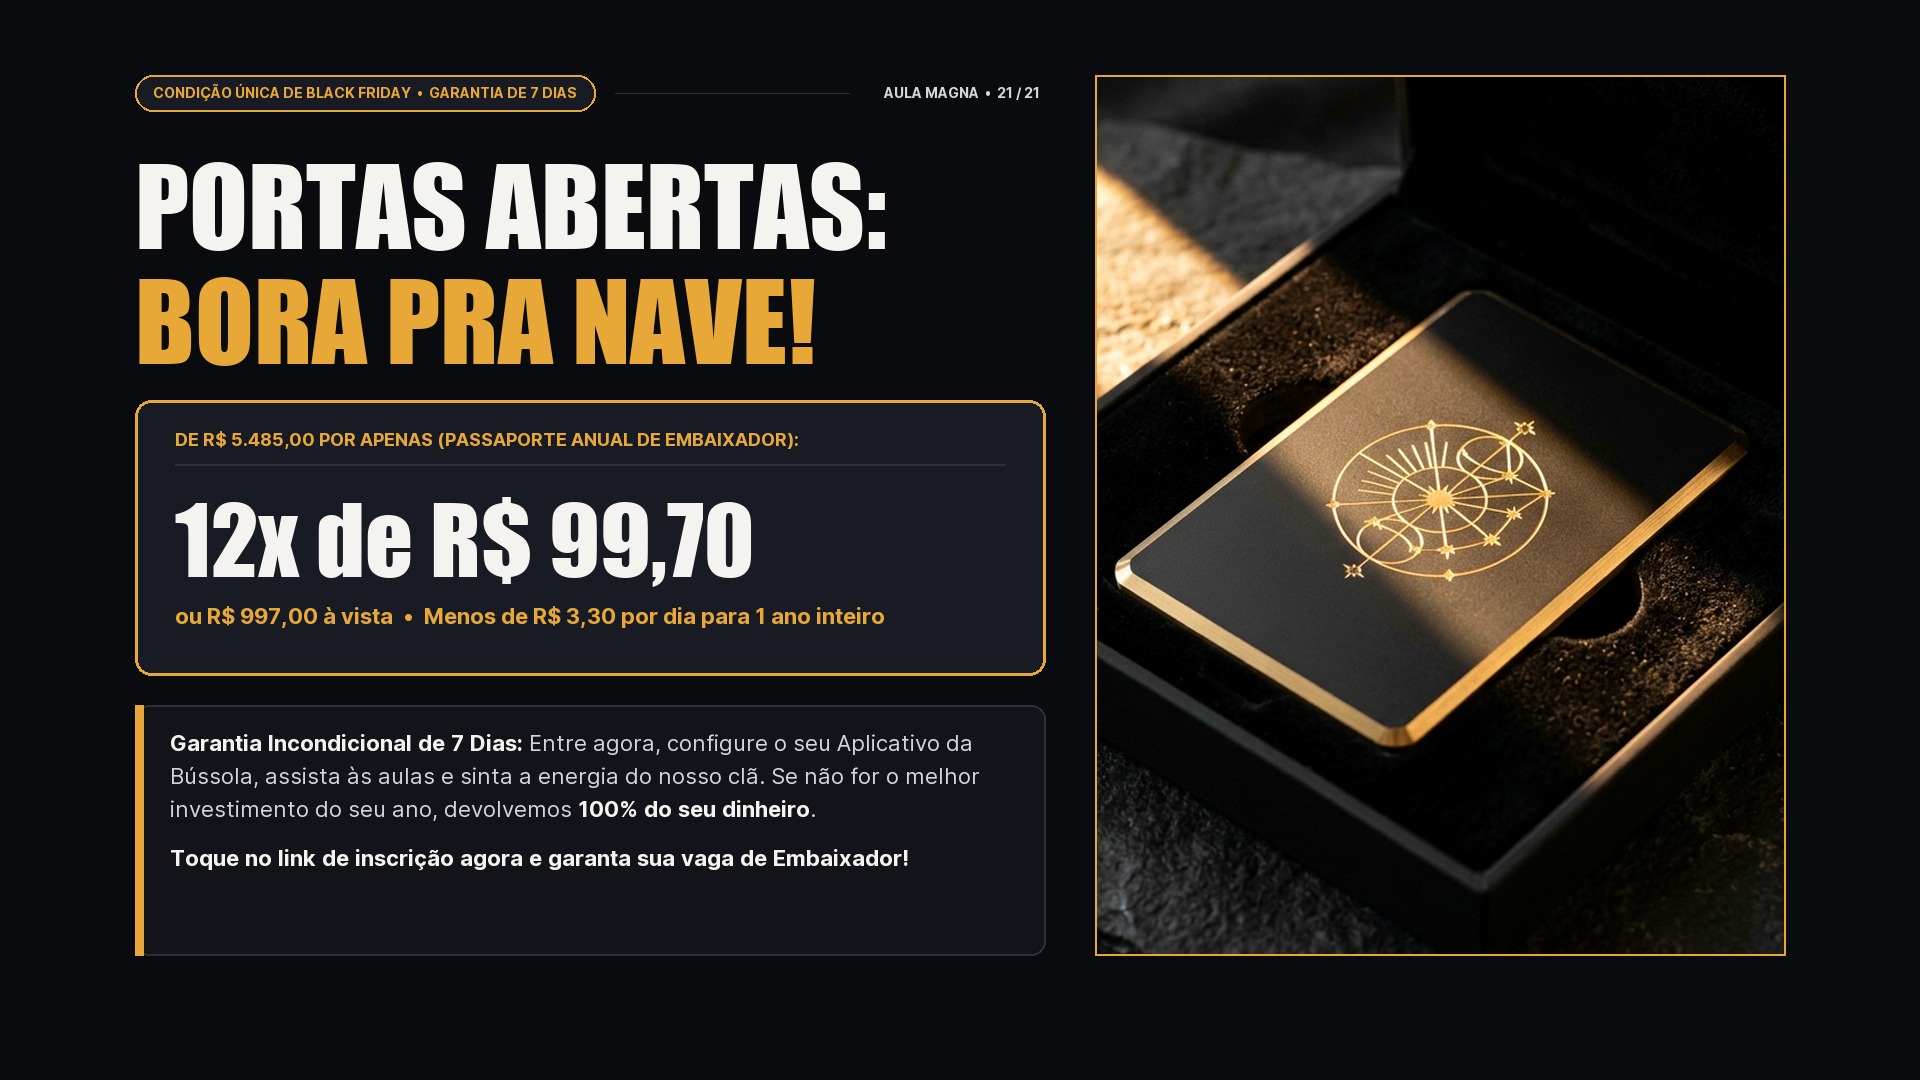 CONDIÇÃO ÚNICA DE BLACK FRIDAY • GARANTIA DE 7 DIAS
AULA MAGNA • 21 / 21
PORTAS ABERTAS:
BORA PRA NAVE!
DE R$ 5.485,00 POR APENAS (PASSAPORTE ANUAL DE EMBAIXADOR):
12x de R$ 99,70
ou R$ 997,00 à vista • Menos de R$ 3,30 por dia para 1 ano inteiro
Garantia Incondicional de 7 Dias: Entre agora, configure o seu Aplicativo da
Bússola, assista às aulas e sinta a energia do nosso clã. Se não for o melhor
investimento do seu ano, devolvemos 100% do seu dinheiro.
Toque no link de inscrição agora e garanta sua vaga de Embaixador!